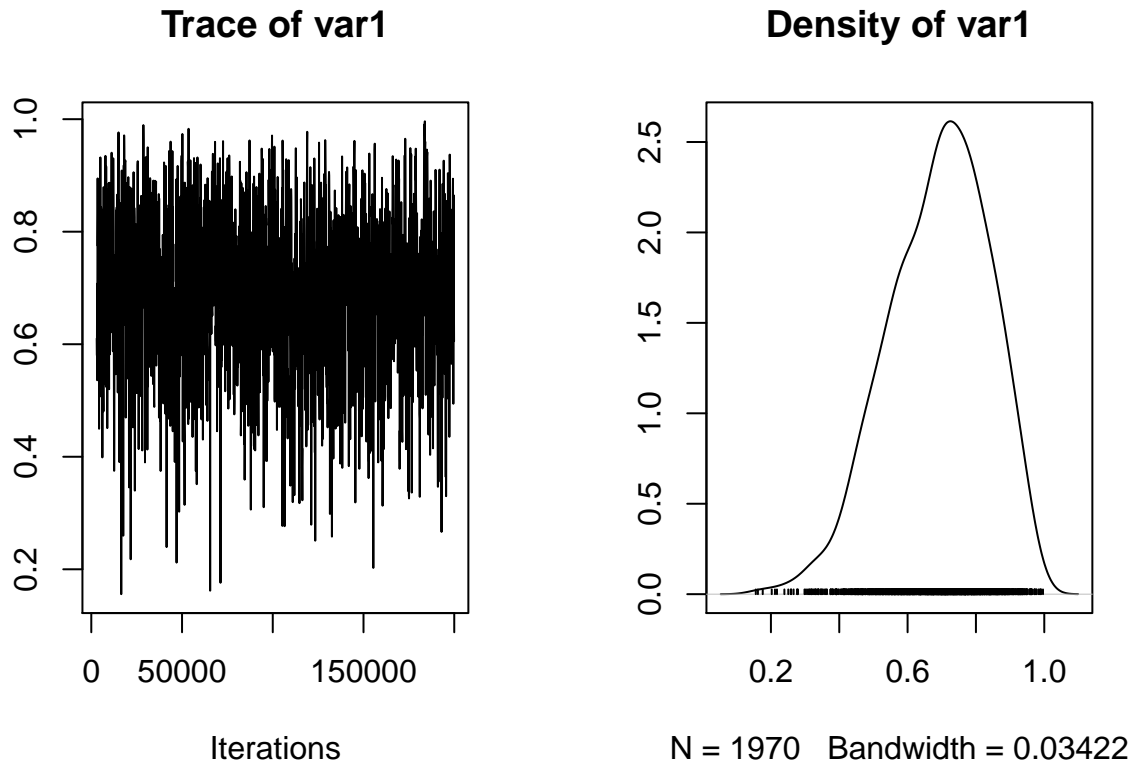 Trace of var1
1.0
0.8
0.6
0.4
0.2
0 50000 150000
Iterations
Density of var1
2.5
2.0
1.5
1.0
0.5
0.0
0.2 0.6 1.0
N = 1970 Bandwidth = 0.03422